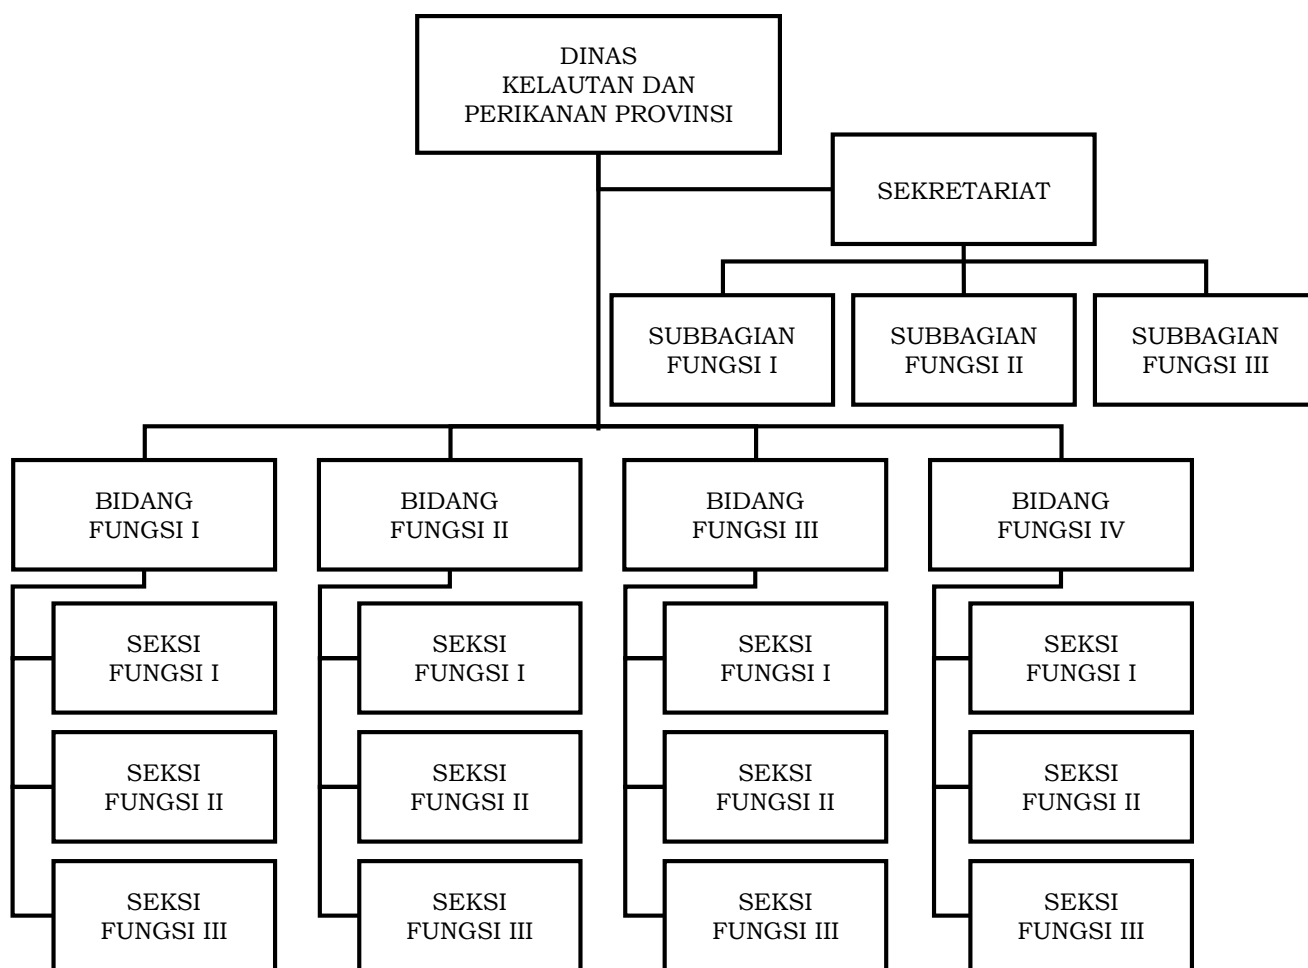 DINAS
KELAUTAN DAN
PERIKANAN PROVINSI
SEKRETARIAT
SUBBAGIAN
FUNGSI I
SUBBAGIAN
FUNGSI II
SUBBAGIAN
FUNGSI III
BIDANG
FUNGSI I
BIDANG
FUNGSI II
BIDANG
FUNGSI III
BIDANG
FUNGSI IV
SEKSI
FUNGSI I
SEKSI
FUNGSI I
SEKSI
FUNGSI I
SEKSI
FUNGSI I
SEKSI
FUNGSI II
SEKSI
FUNGSI II
SEKSI
FUNGSI II
SEKSI
FUNGSI II
SEKSI
FUNGSI III
SEKSI
FUNGSI III
SEKSI
FUNGSI III
SEKSI
FUNGSI III